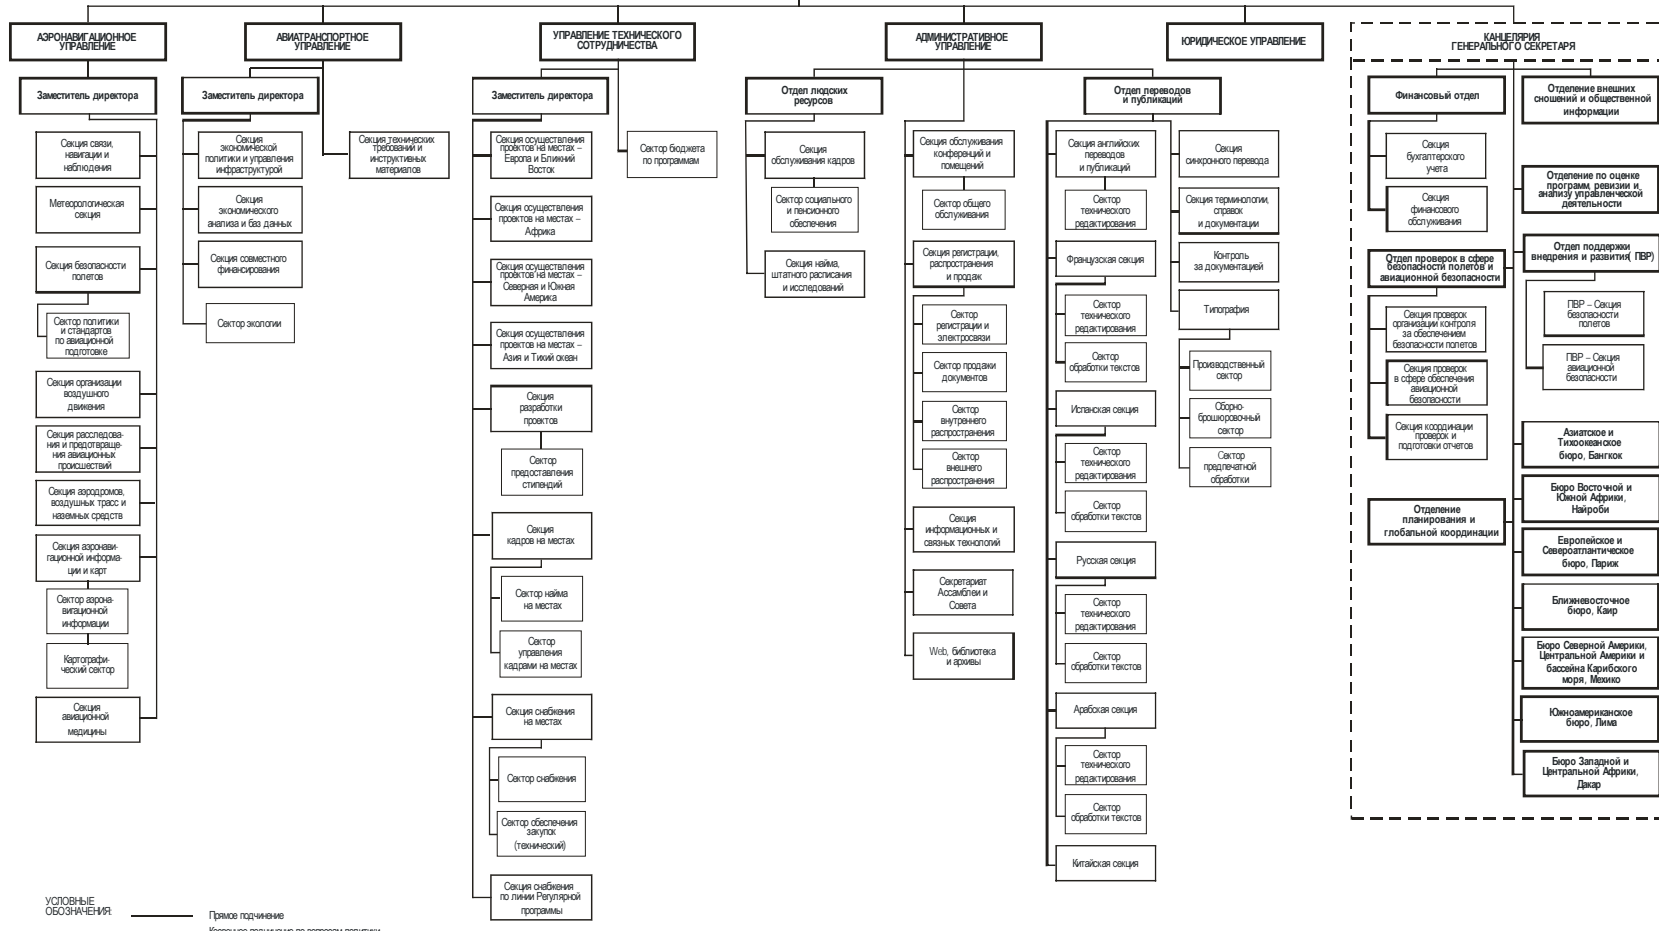 АЭРОНАВИГАЦИОННОЕ
УПРАВЛЕНИЕ
Заместитель директора
Секция связи,
навигации и
наблюдения
Метеорологическая
секция
Секция безопасности
полетов
Сектор политики
и стандартов
по авиационной
подготовке
Секция организации
воздушного
движения
Секция расследова-
ния и предотвраще-
ния авиационных
происшествий
Секция аэродромов,
воздушных трасс и
наземных средств
Секция аэронави-
гационной информа-
ции и карт
Сектор аэрона-
вигационной
информации
Картографи-
ческий сектор
Секция
авиационной
медицины
АВИАТРАНСПОРТНОЕ
УПРАВЛЕНИЕ
Заместитель директора
Секция
экономической
политики и управления
инфраструктурой
Секция
экономического
анализа и баз данных
Секция совместного
финансирования
Сектор экологии
Секция технических
требований и
инструктивных
материалов
УПРАВЛЕНИЕ ТЕХНИЧЕСКОГО
СОТРУДНИЧЕСТВА
Заместитель директора
Секция осуществления
проектов на местах –
Европа и Ближний
Восток
Секция осуществления
проектов на местах –
Африка
Секция осуществления
проектов на местах –
Северная и Южная
Америка
Секция осуществления
проектов на местах –
Азия и Тихий океан
Секция
разработки
проектов
Сектор
предоставления
стипендий
Секция
кадров на местах
Сектор найма
на местах
Сектор
управления
кадрами на местах
Секция снабжения
на местах
Сектор снабжения
Сектор обеспечения
закупок
(технический)
Секция снабжения
по линии Регулярной
программы
Сектор бюджета
по программам
АДМИНИСТРАТИВНОЕ
УПРАВЛЕНИЕ
Отдел людских
ресурсов
Секция
обслуживания кадров
Сектор социального
и пенсионного
обеспечения
Секция найма,
штатного расписания
и исследований
Секция обслуживания
конференций и
помещений
Сектор общего
обслуживания
Секция регистрации,
распространения
и продаж
Сектор
регистрации и
электросвязи
Сектор продажи
документов
Сектор
внутреннего
распространения
Сектор
внешнего
распространения
Секция
информационных и
связных технологий
Секретариат
Ассамблеи и
Совета
Web, библиотека
и архивы
Отдел переводов
и публикаций
Секция английских
переводов
и публикаций
Сектор
технического
редактирования
Французская секция
Сектор
технического
редактирования
Сектор
обработки текстов
Испанская секция
Сектор
технического
редактирования
Сектор
обработки текстов
Русская секция
Сектор
технического
редактирования
Сектор
обработки текстов
Арабская секция
Сектор
технического
редактирования
Сектор
обработки текстов
Китайская секция
Секция
синхронного перевода
Секция терминологии,
справок
и документации
Контроль
за документацией
Типография
Производственный
сектор
Сборно-
брошюровочный
сектор
Сектор
предпечатной
обработки
ЮРИДИЧЕСКОЕ УПРАВЛЕНИЕ
КАНЦЕЛЯРИЯ
ГЕНЕРАЛЬНОГО СЕКРЕТАРЯ
Финансовый отдел
Секция
бухгалтерского
учета
Секция
финансового
обслуживания
Отдел проверок в сфере
безопасности полетов и
авиационной безопасности
Секция проверок
организации контроля
за обеспечением
безопасности полетов
Секция проверок
в сфере обеспечения
авиационной
безопасности
Секция координации
проверок и
подготовки отчетов
Отделение
планирования и
глобальной координации
Отделение внешних
сношений и общественной
информации
Отделение по оценке
программ, ревизии и
анализу управленческой
деятельности
Отдел поддержки
внедрения и развития( ПВР)
ПВР – Секция
безопасности
полетов
ПВР – Секция
авиационной
безопасности
Азиатское и
Тихоокеанское
бюро, Бангкок
Бюро Восточной и
Южной Африки,
Найроби
Европейское и
Североатлантическое
бюро, Париж
Ближневосточное
бюро, Каир
Бюро Северной Америки,
Центральной Америки и
бассейна Карибского
моря, Мехико
Южноамериканское
бюро, Лима
Бюро Западной и
Центральной Африки,
Дакар
УСЛОВНЫЕ
ОБОЗНАЧЕНИЯ:
Прямое подчинение